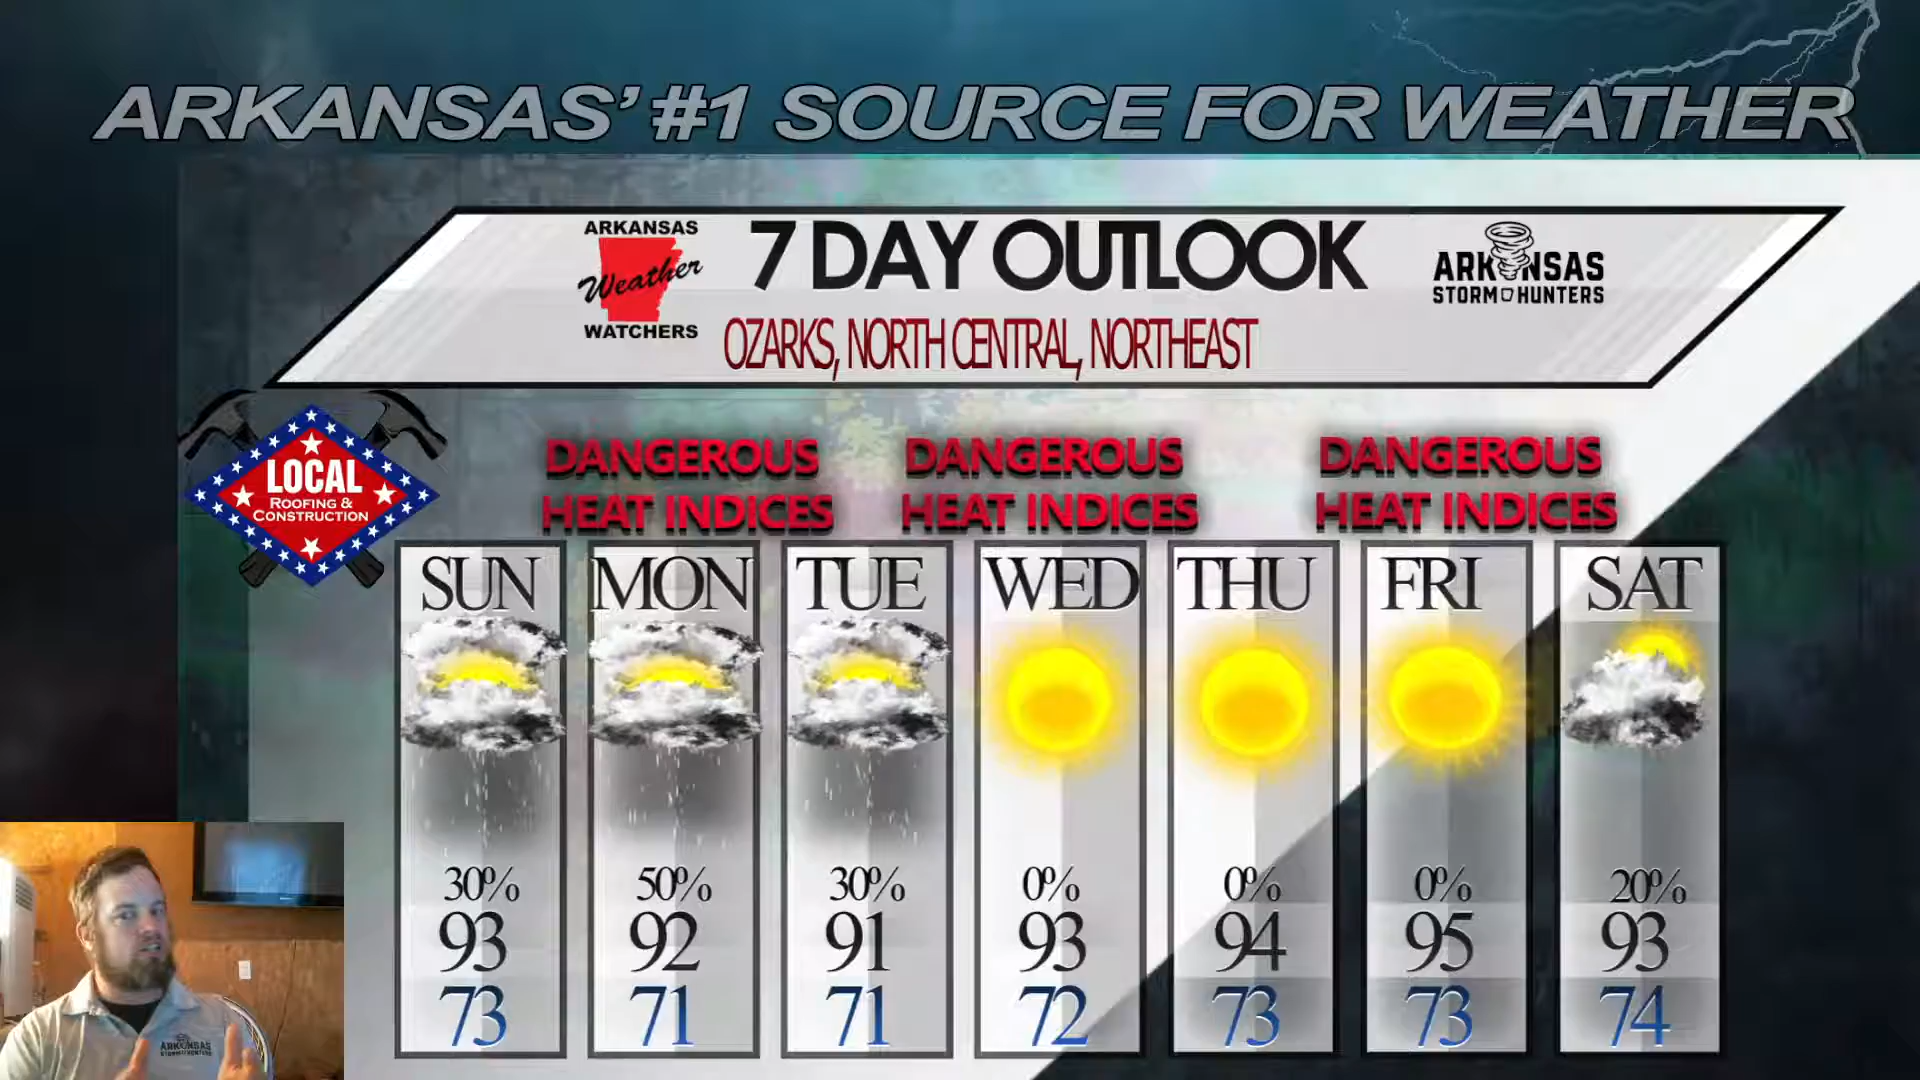 ARKANSAS' #1 SOURCE FOR WEATHER
ARKANSAS
Weather
WATCHERS
7 DAY OUTLOOK
OZARKS, NORTH CENTRAL, NORTHEAST
ARKANSAS
STORM HUNTERS
LOCAL
ROOFING &
CONSTRUCTION
DANGEROUS
HEAT INDICES
DANGEROUS
HEAT INDICES
DANGEROUS
HEAT INDICES
SUN MON TUE WED THU FRI SAT
30% 50% 30% 0% 0% 0% 20%
93 92 91 93 94 95 93
73 71 71 72 73 73 74
ARKANSAS
STORM HUNTERS